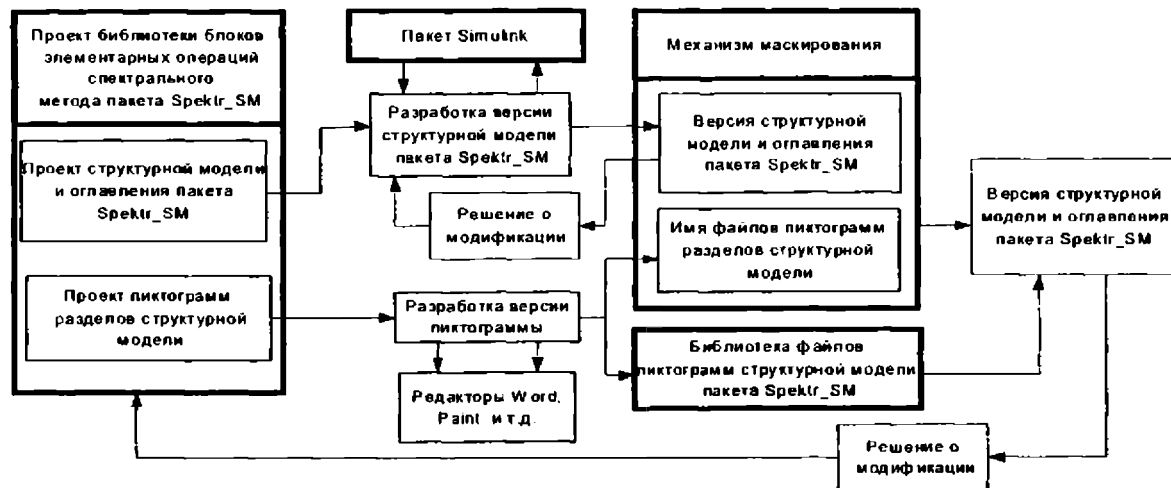 Проект библиотеки блоков
элементарных операций
спектрального
метода пакета Spektr_SM
Проект структурной модели
и оглавления пакета
Spektr_SM
Проект пиктограмм
разделов структурной
модели
Пакет Simulink
Разработка версии
структурной модели
пакета Spektr_SM
Решение о
модификации
Разработка версии
пиктограммы
Редакторы Word,
Paint и т.д.
Механизм маскирования
Версия структурной
модели и оглавления
пакета Spektr_SM
Имя файлов пиктограмм
разделов структурной
модели
Библиотека файлов
пиктограмм структурной модели
пакета Spektr_SM
Версия структурной
модели и оглавления
пакета Spektr_SM
Решение о
модификации